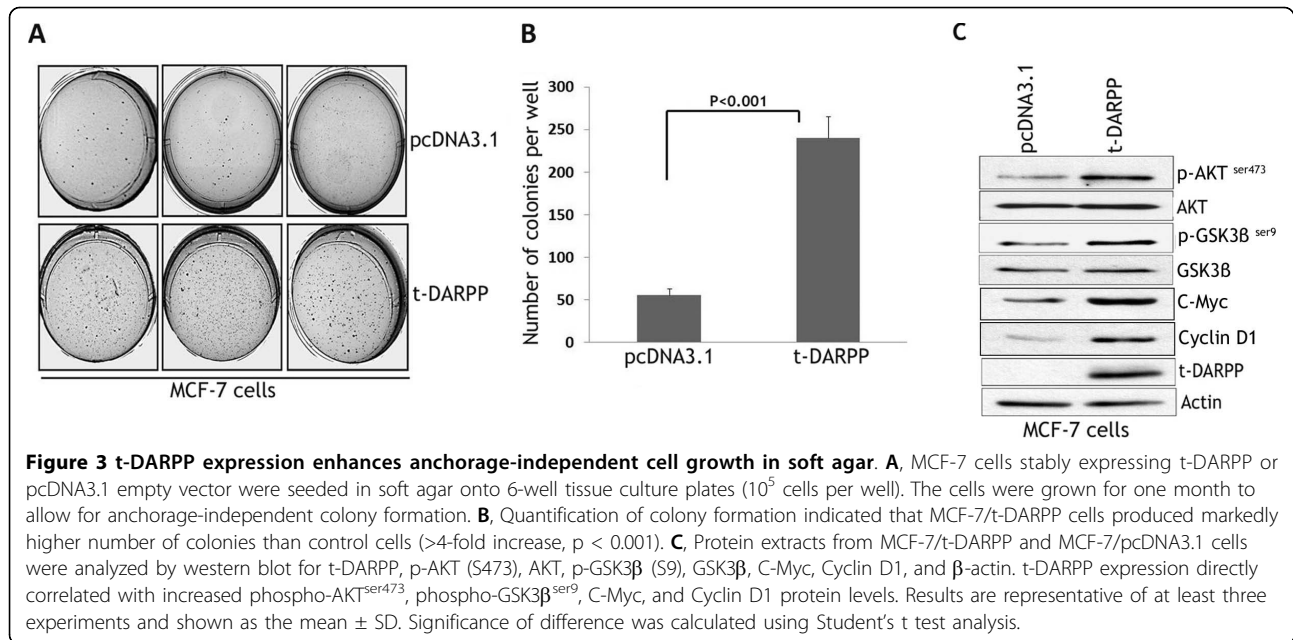 A
pcDNA3.1
t-DARPP
MCF-7 cells
B
Number of colonies per well
300
250
200
150
100
50
0
P<0.001
pcDNA3.1
t-DARPP
C
pcDNA3.1
t-DARPP
p-AKT ser473
AKT
p-GSK3ß ser9
GSK3ß
C-Myc
Cyclin D1
t-DARPP
Actin
MCF-7 cells
Figure 3 t-DARPP expression enhances anchorage-independent cell growth in soft agar. A, MCF-7 cells stably expressing t-DARPP or
pcDNA3.1 empty vector were seeded in soft agar onto 6-well tissue culture plates (10⁵ cells per well). The cells were grown for one month to
allow for anchorage-independent colony formation. B, Quantification of colony formation indicated that MCF-7/t-DARPP cells produced markedly
higher number of colonies than control cells (>4-fold increase, p < 0.001). C, Protein extracts from MCF-7/t-DARPP and MCF-7/pcDNA3.1 cells
were analyzed by western blot for t-DARPP, p-AKT (S473), AKT, p-GSK3β (S9), GSK3β, C-Myc, Cyclin D1, and β-actin. t-DARPP expression directly
correlated with increased phospho-AKTser473, phospho-GSK3βser9, C-Myc, and Cyclin D1 protein levels. Results are representative of at least three
experiments and shown as the mean ± SD. Significance of difference was calculated using Student's t test analysis.